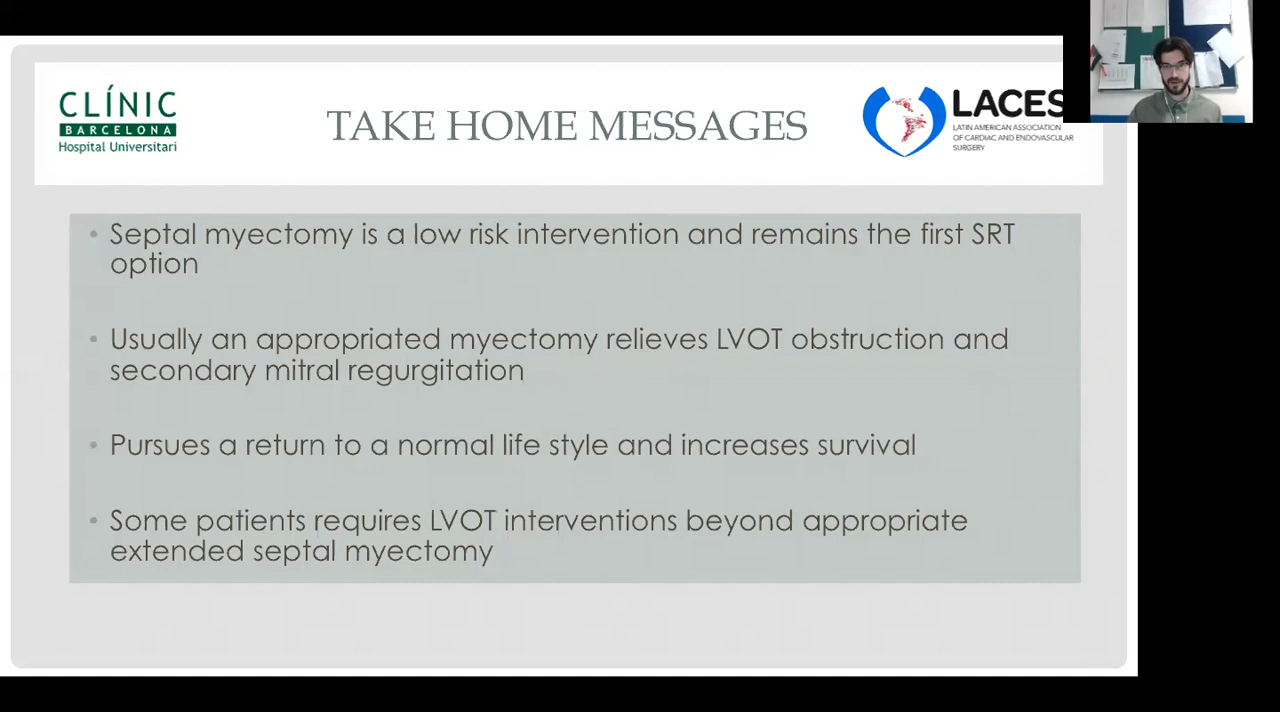 CLÍNIC
BARCELONA
Hospital Universitari
TAKE HOME MESSAGES
LACES
LATIN AMERICAN ASSOCIATION
OF CARDIAC AND ENDOVASCULAR
SURGERY
• Septal myectomy is a low risk intervention and remains the first SRT
option
• Usually an appropriated myectomy relieves LVOT obstruction and
secondary mitral regurgitation
• Pursues a return to a normal life style and increases survival
• Some patients requires LVOT interventions beyond appropriate
extended septal myectomy